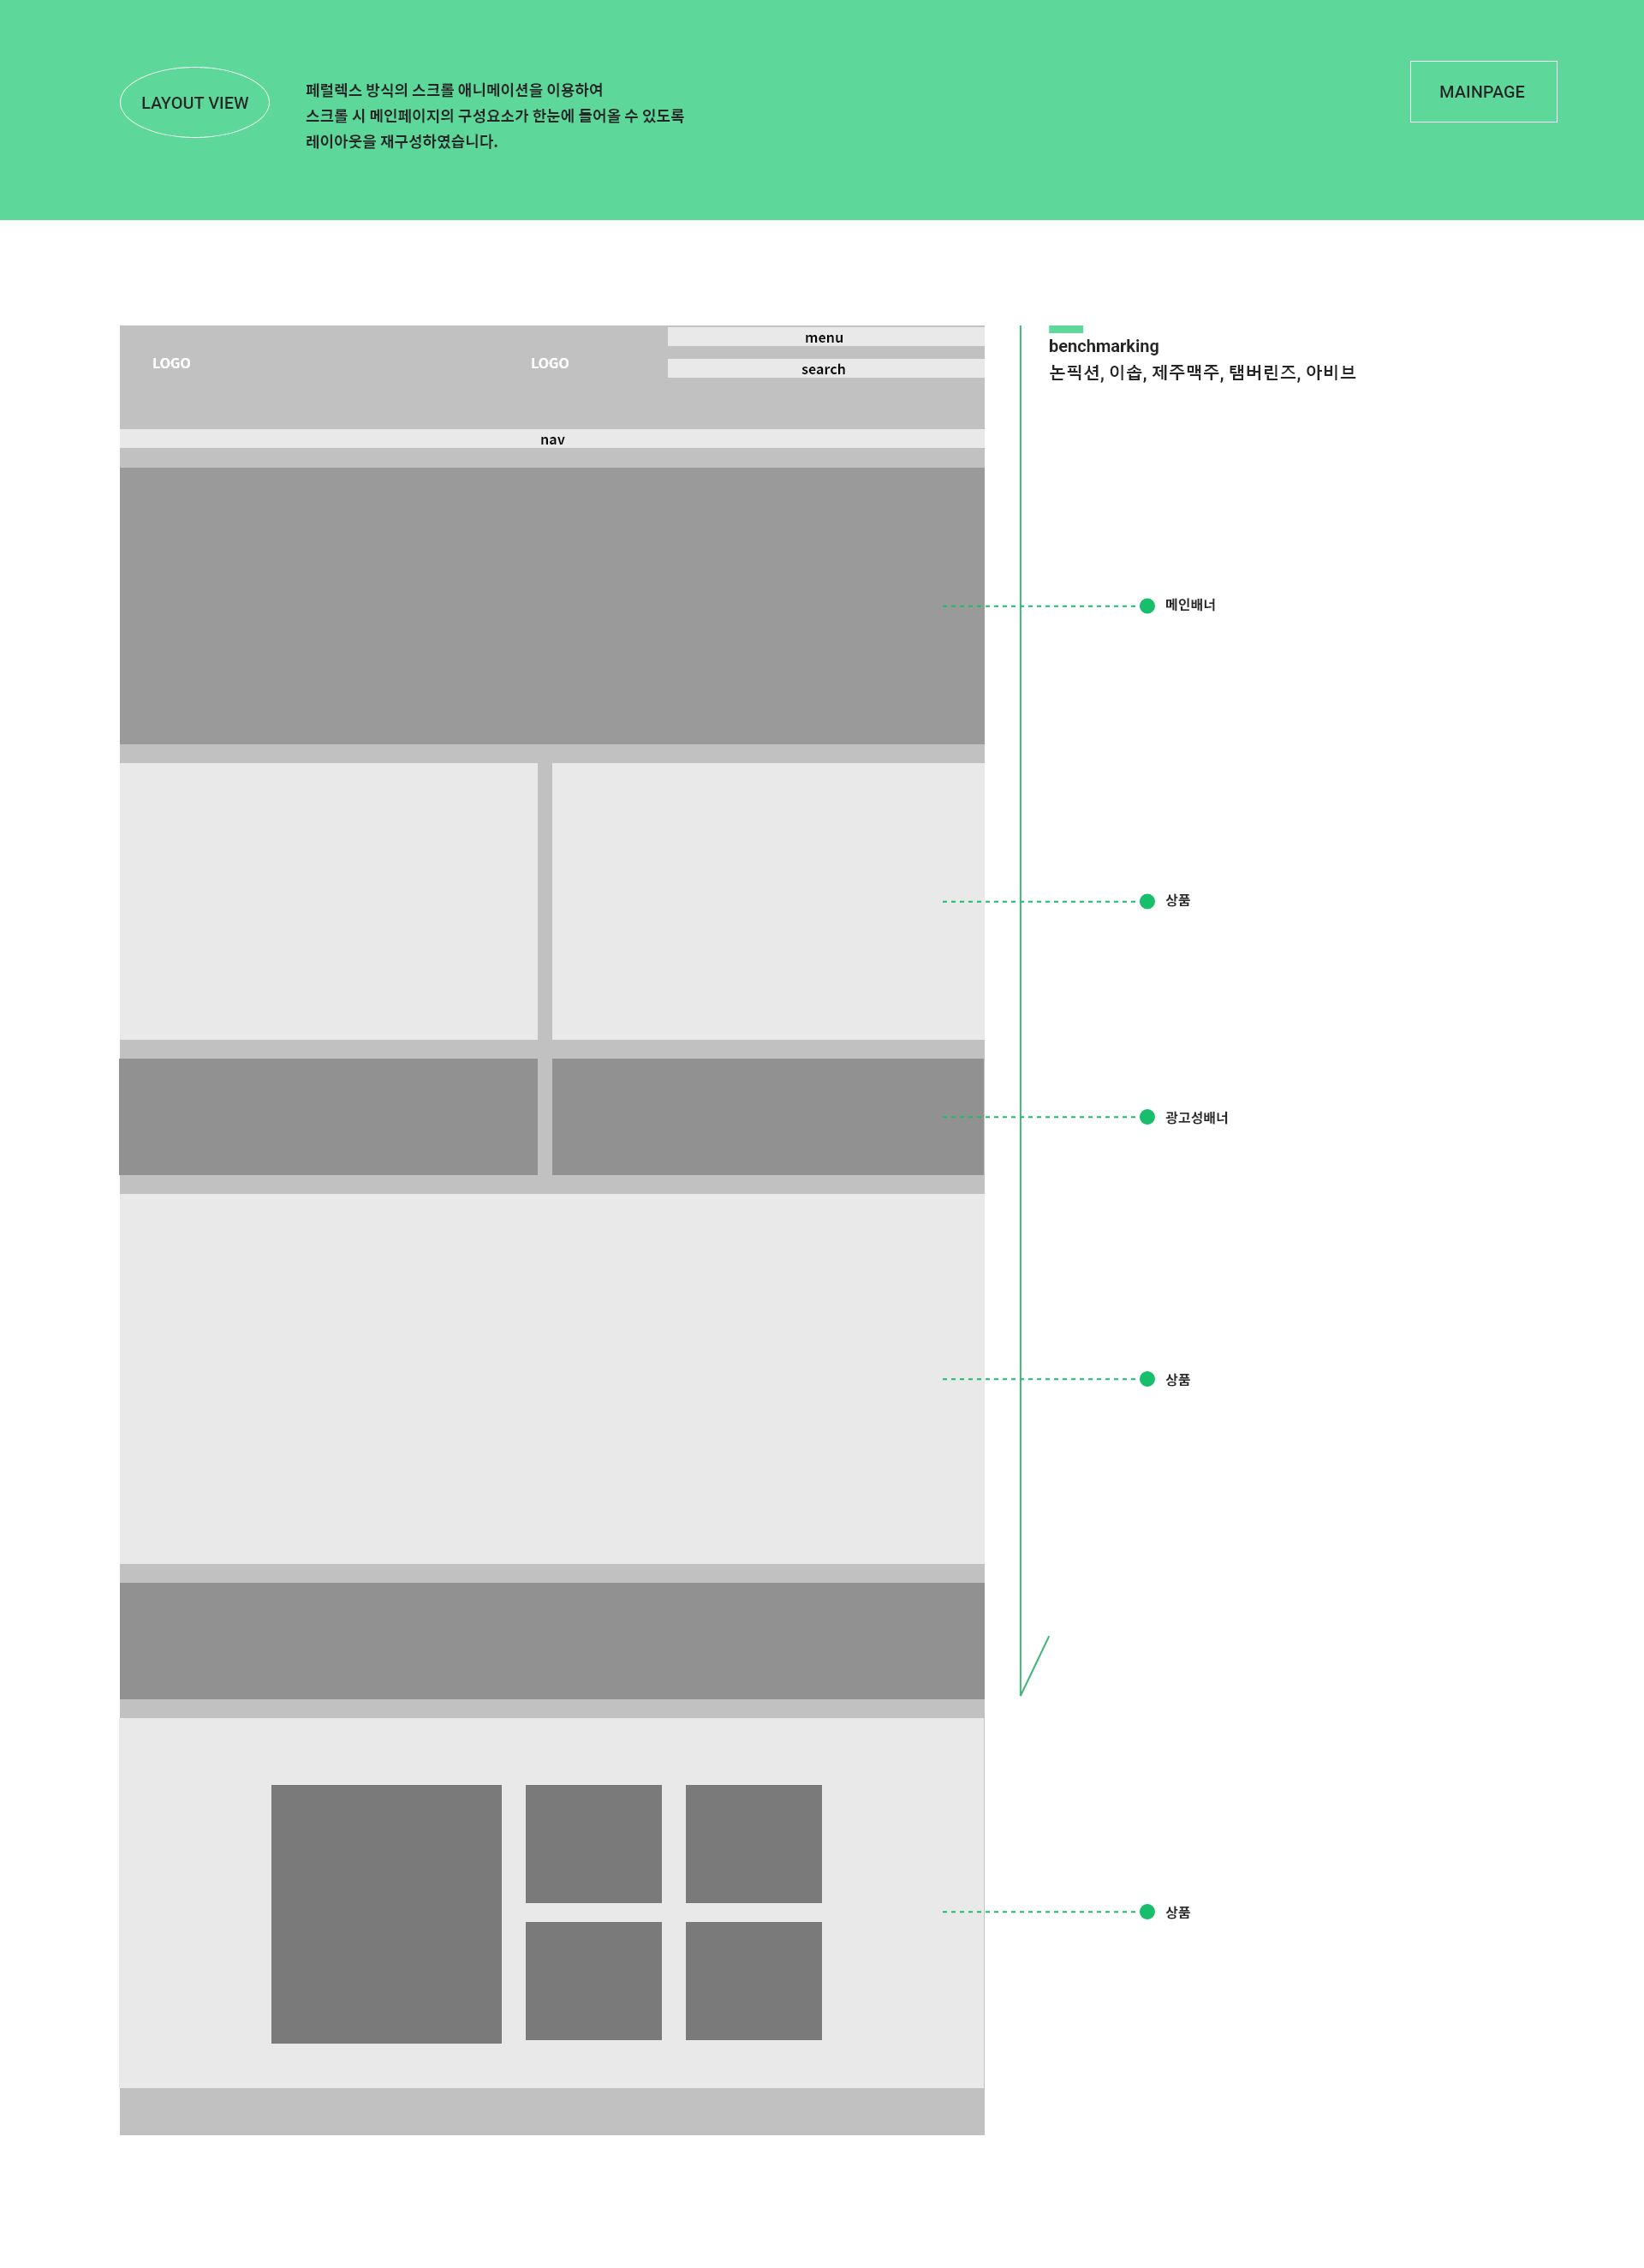 LAYOUT VIEW
페럴렉스 방식의 스크롤 애니메이션을 이용하여
스크롤 시 메인페이지의 구성요소가 한눈에 들어올 수 있도록
레이아웃을 재구성하였습니다.
MAINPAGE
LOGO
LOGO
menu
search
nav
benchmarking
논픽션, 이솝, 제주맥주, 탬버린즈, 아비브
메인배너
상품
광고성배너
상품
상품